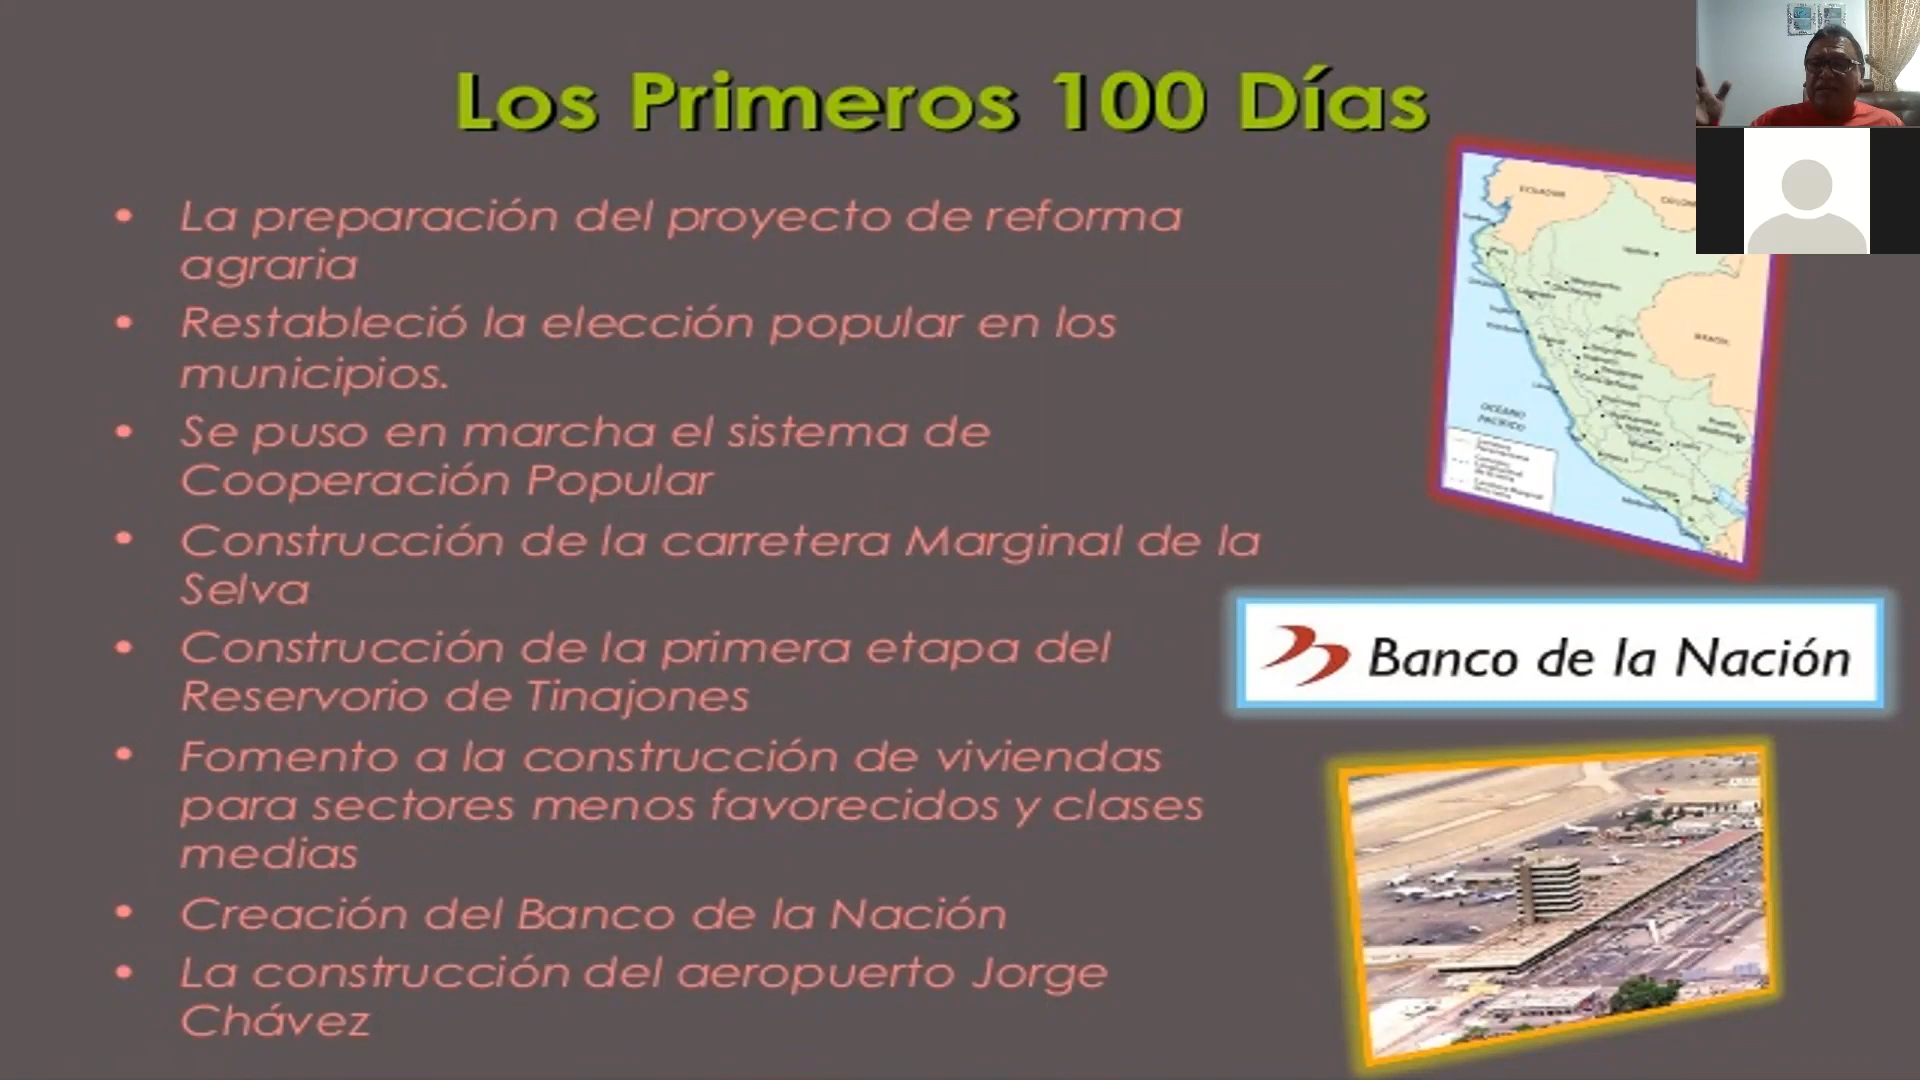 Los Primeros 100 Días
• La preparación del proyecto de reforma
agraria
• Restableció la elección popular en los
municipios.
• Se puso en marcha el sistema de
Cooperación Popular
• Construcción de la carretera Marginal de la
Selva
• Construcción de la primera etapa del
Reservorio de Tinajones
• Fomento a la construcción de viviendas
para sectores menos favorecidos y clases
medias
• Creación del Banco de la Nación
• La construcción del aeropuerto Jorge
Chávez
ECUADOR
BRASIL
OCÉANO
PACÍFICO
Banco de la Nación